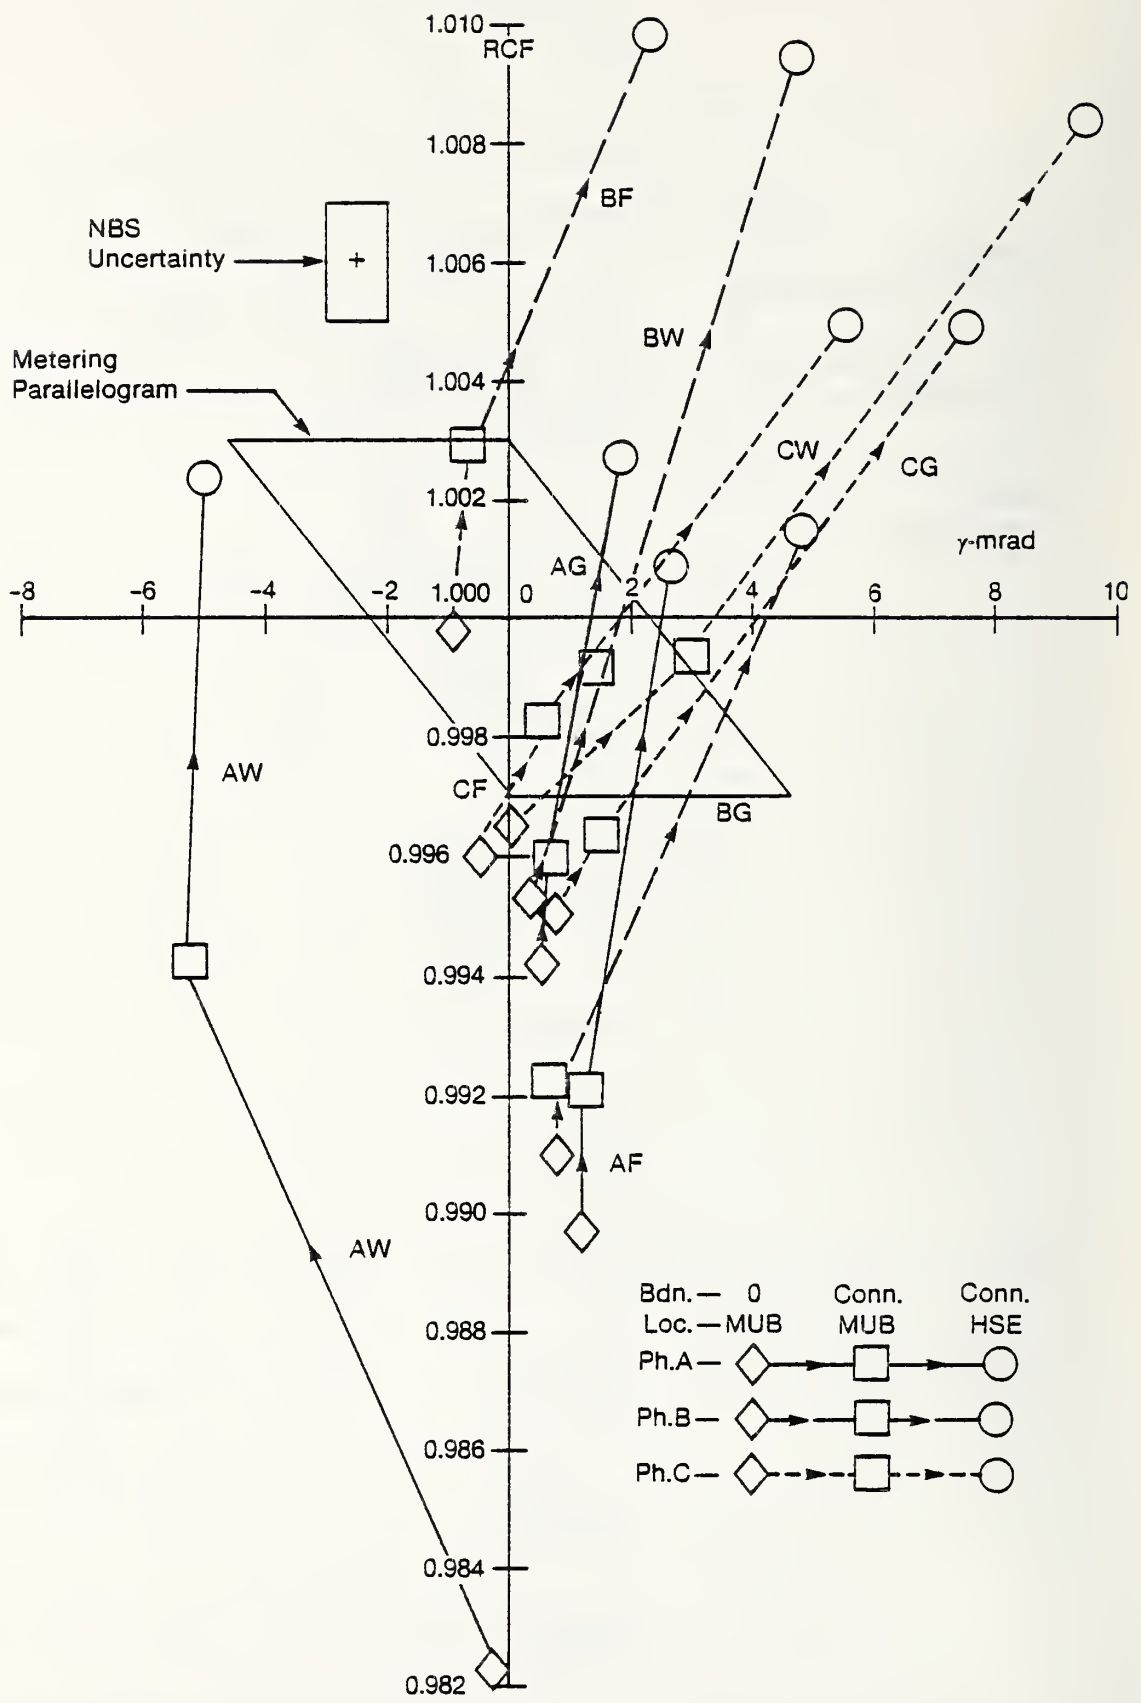 1.010
RCF
1.008
BF
NBS
Uncertainty
+
1.006
BW
Metering
Parallelogram
1.004
CW
CG
1.002
γ-mrad
AG
-8 -6 -4 -2 1.000 0 2 4 6 8 10
0.998
AW
CF
BG
0.996
0.994
0.992
AF
0.990
AW
Bdn.— 0 Conn. Conn.
Loc.—MUB MUB HSE
0.988
Ph.A—
Ph.B—
0.986
Ph.C—
0.984
0.982